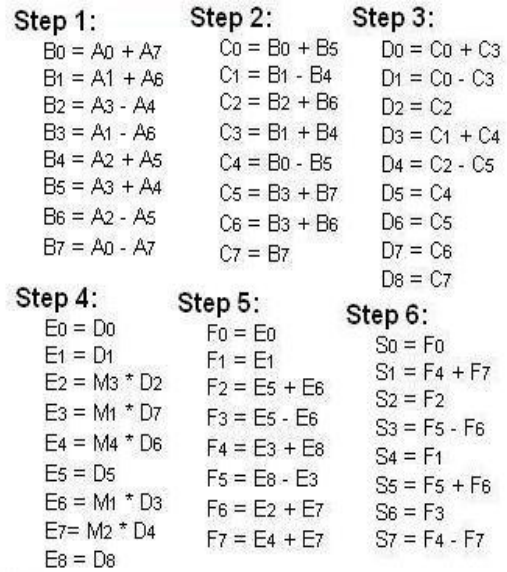 Step 1:
B0 = A0 + A7
B1 = A1 + A6
B2 = A3 - A4
B3 = A1 - A6
B4 = A2 + A5
B5 = A3 + A4
B6 = A2 - A5
B7 = A0 - A7
Step 2:
C0 = B0 + B5
C1 = B1 - B4
C2 = B2 + B6
C3 = B1 + B4
C4 = B0 - B5
C5 = B3 + B7
C6 = B3 + B6
C7 = B7
Step 3:
D0 = C0 + C3
D1 = C0 - C3
D2 = C2
D3 = C1 + C4
D4 = C2 - C5
D5 = C4
D6 = C5
D7 = C6
D8 = C7
Step 4:
E0 = D0
E1 = D1
E2 = M3 * D2
E3 = M1 * D7
E4 = M4 * D6
E5 = D5
E6 = M1 * D3
E7= M2 * D4
E8 = D8
Step 5:
F0 = E0
F1 = E1
F2 = E5 + E6
F3 = E5 - E6
F4 = E3 + E8
F5 = E8 - E3
F6 = E2 + E7
F7 = E4 + E7
Step 6:
S0 = F0
S1 = F4 + F7
S2 = F2
S3 = F5 - F6
S4 = F1
S5 = F5 + F6
S6 = F3
S7 = F4 - F7